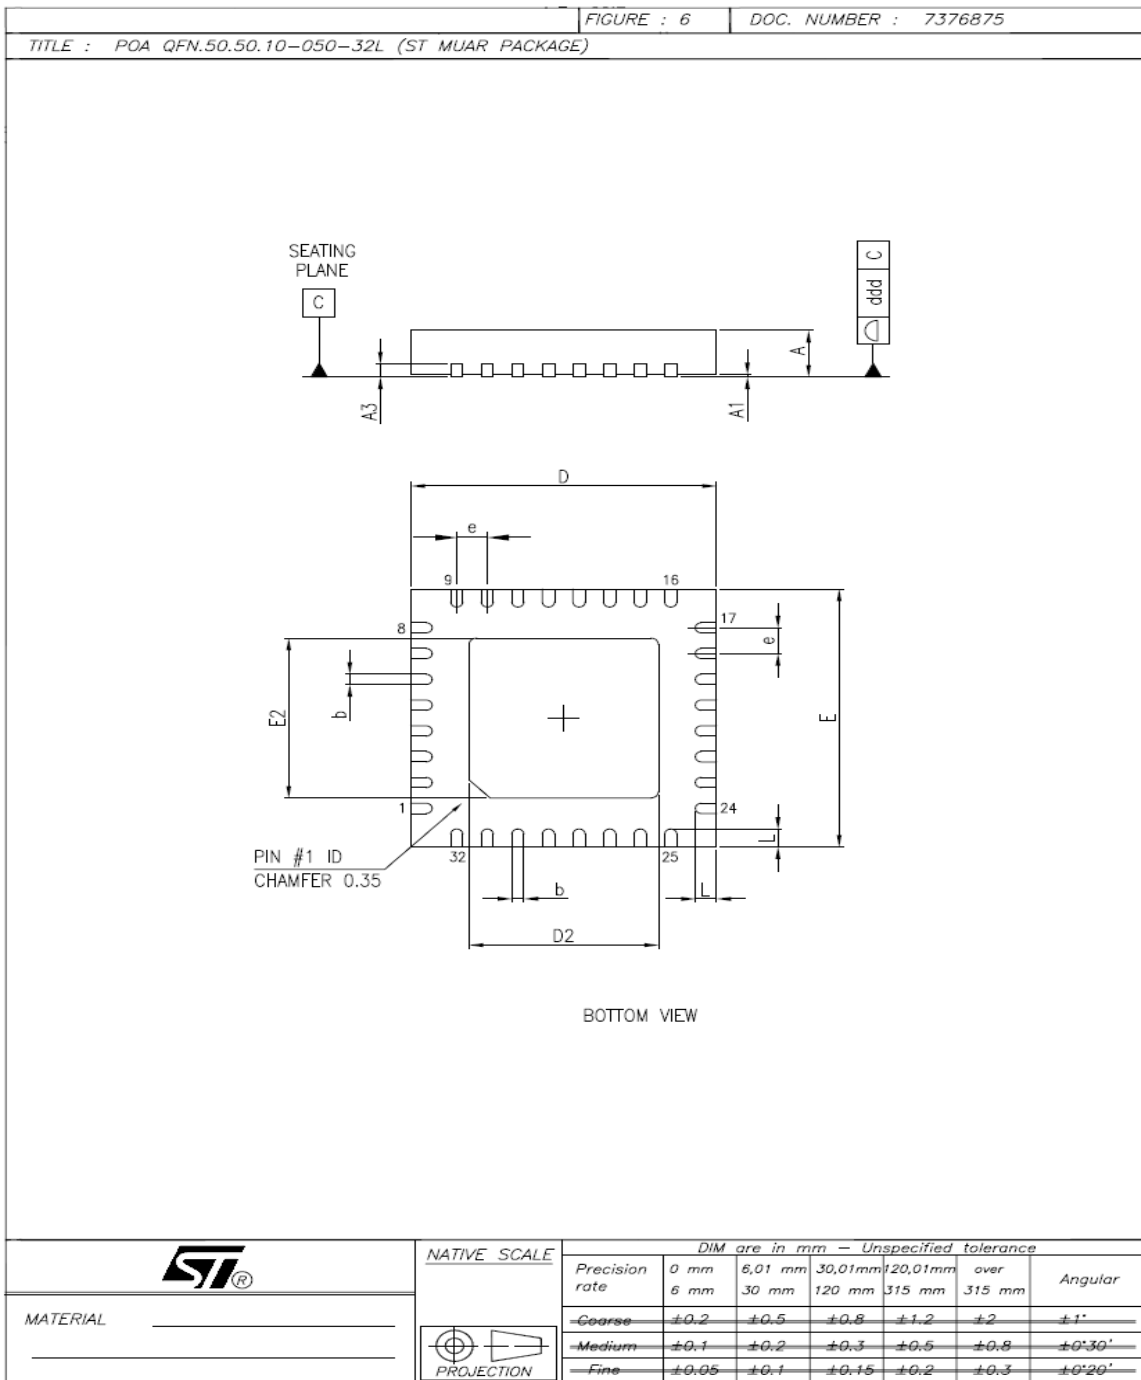 FIGURE : 6 DOC. NUMBER : 7376875
TITLE : POA QFN.50.50.10-050-32L (ST MUAR PACKAGE)
SEATING
PLANE
C
ddd C
A
A3
A1
D
e
9 16
8 17
e
b
E2
E
1 24
L
PIN #1 ID
CHAMFER 0.35
32 25
b
L
D2
BOTTOM VIEW
ST®
MATERIAL
NATIVE SCALE
PROJECTION
DIM are in mm — Unspecified tolerance
Precision rate 0 mm 6 mm 6,01 mm 30 mm 30,01mm 120 mm 120,01mm 315 mm over 315 mm Angular
Coarse ±0.2 ±0.5 ±0.8 ±1.2 ±2 ±1°
Medium ±0.1 ±0.2 ±0.3 ±0.5 ±0.8 ±0°30'
Fine ±0.05 ±0.1 ±0.15 ±0.2 ±0.3 ±0°20'